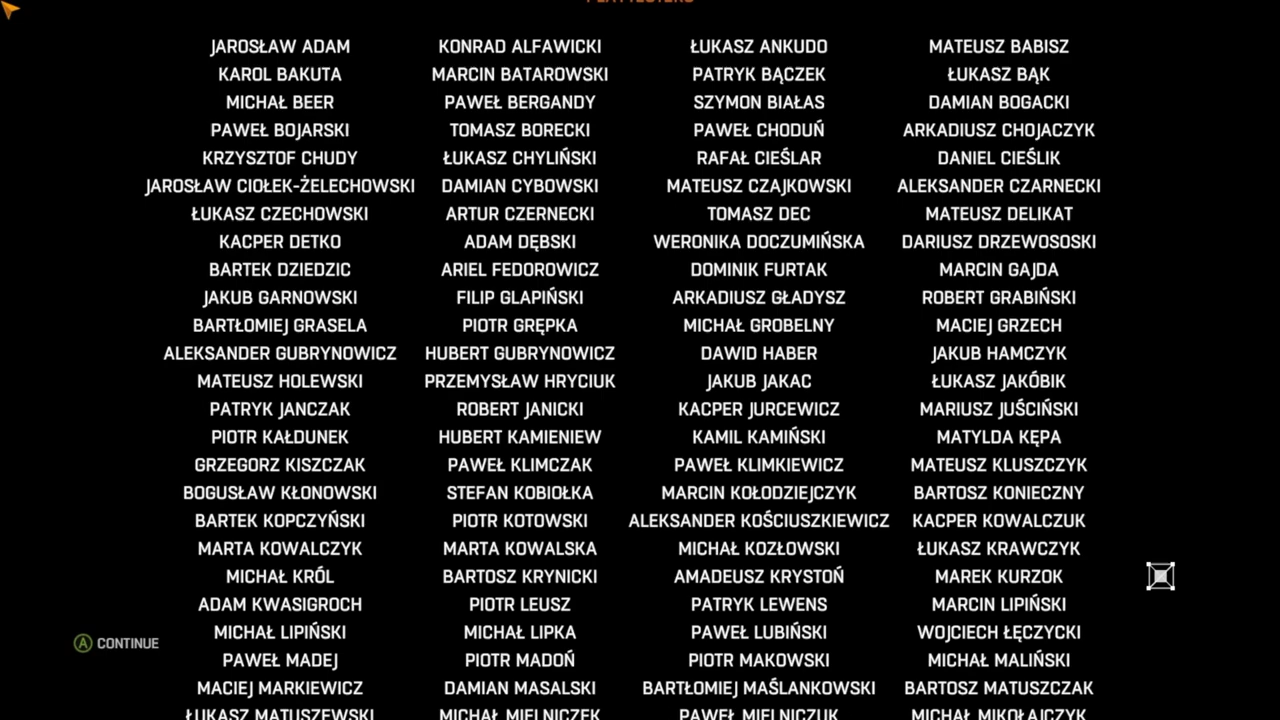 PLAYTESTERS
JAROSŁAW ADAM KONRAD ALFAWICKI ŁUKASZ ANKUDO MATEUSZ BABISZ
KAROL BAKUTA MARCIN BATAROWSKI PATRYK BĄCZEK ŁUKASZ BĄK
MICHAŁ BEER PAWEŁ BERGANDY SZYMON BIAŁAS DAMIAN BOGACKI
PAWEŁ BOJARSKI TOMASZ BORECKI PAWEŁ CHODUŃ ARKADIUSZ CHOJACZYK
KRZYSZTOF CHUDY ŁUKASZ CHYLIŃSKI RAFAŁ CIEŚLAR DANIEL CIEŚLIK
JAROSŁAW CIOŁEK-ŻELECHOWSKI DAMIAN CYBOWSKI MATEUSZ CZAJKOWSKI ALEKSANDER CZARNECKI
ŁUKASZ CZECHOWSKI ARTUR CZERNECKI TOMASZ DEC MATEUSZ DELIKAT
KACPER DETKO ADAM DĘBSKI WERONIKA DOCZUMIŃSKA DARIUSZ DRZEWOSOSKI
BARTEK DZIEDZIC ARIEL FEDOROWICZ DOMINIK FURTAK MARCIN GAJDA
JAKUB GARNOWSKI FILIP GLAPIŃSKI ARKADIUSZ GŁADYSZ ROBERT GRABIŃSKI
BARTŁOMIEJ GRASELA PIOTR GRĘPKA MICHAŁ GROBELNY MACIEJ GRZECH
ALEKSANDER GUBRYNOWICZ HUBERT GUBRYNOWICZ DAWID HABER JAKUB HAMCZYK
MATEUSZ HOLEWSKI PRZEMYSŁAW HRYCIUK JAKUB JAKAC ŁUKASZ JAKÓBIK
PATRYK JANCZAK ROBERT JANICKI KACPER JURCEWICZ MARIUSZ JUŚCIŃSKI
PIOTR KAŁDUNEK HUBERT KAMIENIEW KAMIL KAMIŃSKI MATYLDA KĘPA
GRZEGORZ KISZCZAK PAWEŁ KLIMCZAK PAWEŁ KLIMKIEWICZ MATEUSZ KLUSZCZYK
BOGUSŁAW KŁONOWSKI STEFAN KOBIOŁKA MARCIN KOŁODZIEJCZYK BARTOSZ KONIECZNY
BARTEK KOPCZYŃSKI PIOTR KOTOWSKI ALEKSANDER KOŚCIUSZKIEWICZ KACPER KOWALCZUK
MARTA KOWALCZYK MARTA KOWALSKA MICHAŁ KOZŁOWSKI ŁUKASZ KRAWCZYK
MICHAŁ KRÓL BARTOSZ KRYNICKI AMADEUSZ KRYSTOŃ MAREK KURZOK
ADAM KWASIGROCH PIOTR LEUSZ PATRYK LEWENS MARCIN LIPIŃSKI
MICHAŁ LIPIŃSKI MICHAŁ LIPKA PAWEŁ LUBIŃSKI WOJCIECH ŁĘCZYCKI
A CONTINUE
PAWEŁ MADEJ PIOTR MADOŃ PIOTR MAKOWSKI MICHAŁ MALIŃSKI
MACIEJ MARKIEWICZ DAMIAN MASALSKI BARTŁOMIEJ MAŚLANKOWSKI BARTOSZ MATUSZCZAK
ŁUKASZ MATUSZEWSKI MICHAŁ MIELNICZEK PAWEŁ MIELNICZUK MICHAŁ MIKOŁAJCZYK